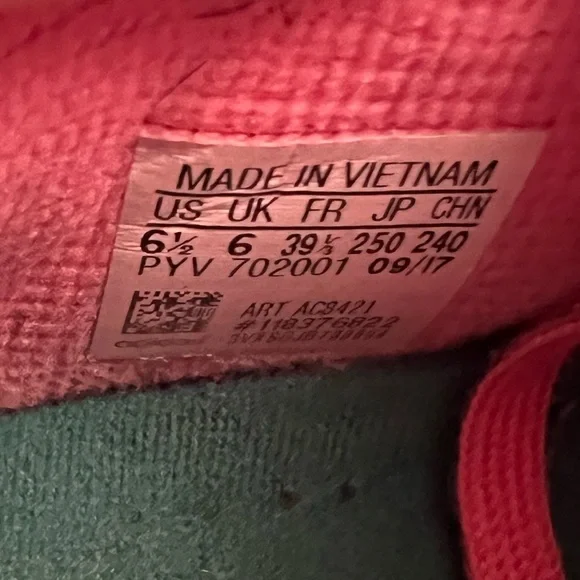 MADE IN VIETNAM
US UK FR JP CHN
6½ 6 39⅓ 250 240
PYV 702001 09/17
ART AC8421
#118376822